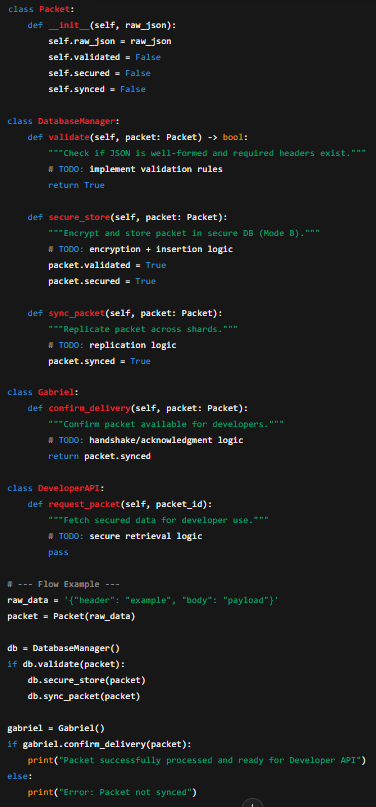 class Packet:
    def __init__(self, raw_json):
        self.raw_json = raw_json
        self.validated = False
        self.secured = False
        self.synced = False

class DatabaseManager:
    def validate(self, packet: Packet) -> bool:
        """Check if JSON is well-formed and required headers exist."""
        # TODO: implement validation rules
        return True

    def secure_store(self, packet: Packet):
        """Encrypt and store packet in secure DB (Mode B)."""
        # TODO: encryption + insertion logic
        packet.validated = True
        packet.secured = True

    def sync_packet(self, packet: Packet):
        """Replicate packet across shards."""
        # TODO: replication logic
        packet.synced = True

class Gabriel:
    def confirm_delivery(self, packet: Packet):
        """Confirm packet available for developers."""
        # TODO: handshake/acknowledgment logic
        return packet.synced

class DeveloperAPI:
    def request_packet(self, packet_id):
        """Fetch secured data for developer use."""
        # TODO: secure retrieval logic
        pass

# --- Flow Example ---
raw_data = '{"header": "example", "body": "payload"}'
packet = Packet(raw_data)

db = DatabaseManager()
if db.validate(packet):
    db.secure_store(packet)
    db.sync_packet(packet)

gabriel = Gabriel()
if gabriel.confirm_delivery(packet):
    print("Packet successfully processed and ready for Developer API")
else:
    print("Error: Packet not synced")